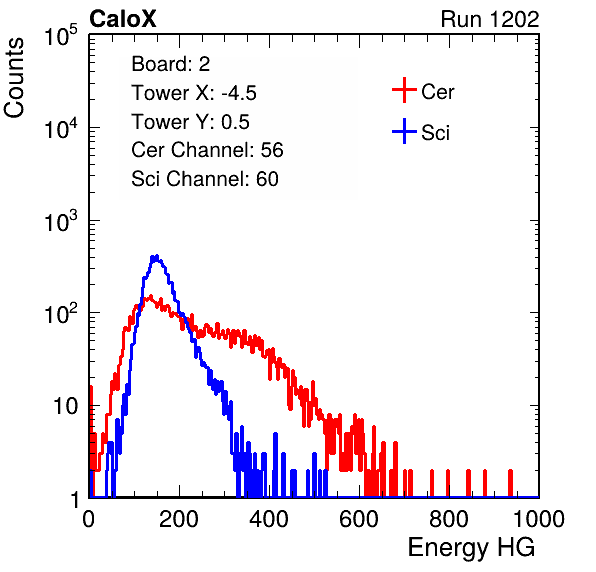 CaloX Run 1202
Counts
Board: 2
Tower X: -4.5
Tower Y: 0.5
Cer Channel: 56
Sci Channel: 60
Cer
Sci
10^5
10^4
10^3
10^2
10
1
0 200 400 600 800 1000
Energy HG